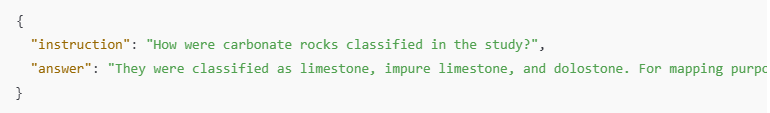 {
"instruction": "How were carbonate rocks classified in the study?",
"answer": "They were classified as limestone, impure limestone, and dolostone. For mapping
}